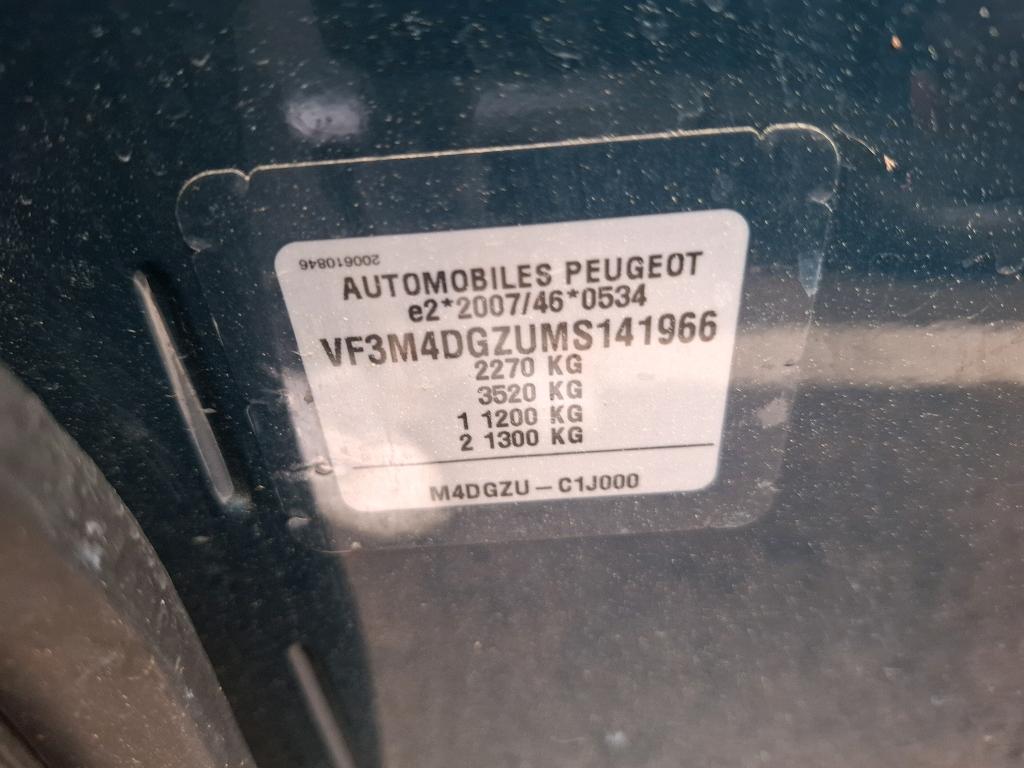 200610846
AUTOMOBILES PEUGEOT
e2*2007/46*0534
VF3M4DGZUMS141966
2270 KG
3520 KG
1 1200 KG
2 1300 KG
M4DGZU – C1J000